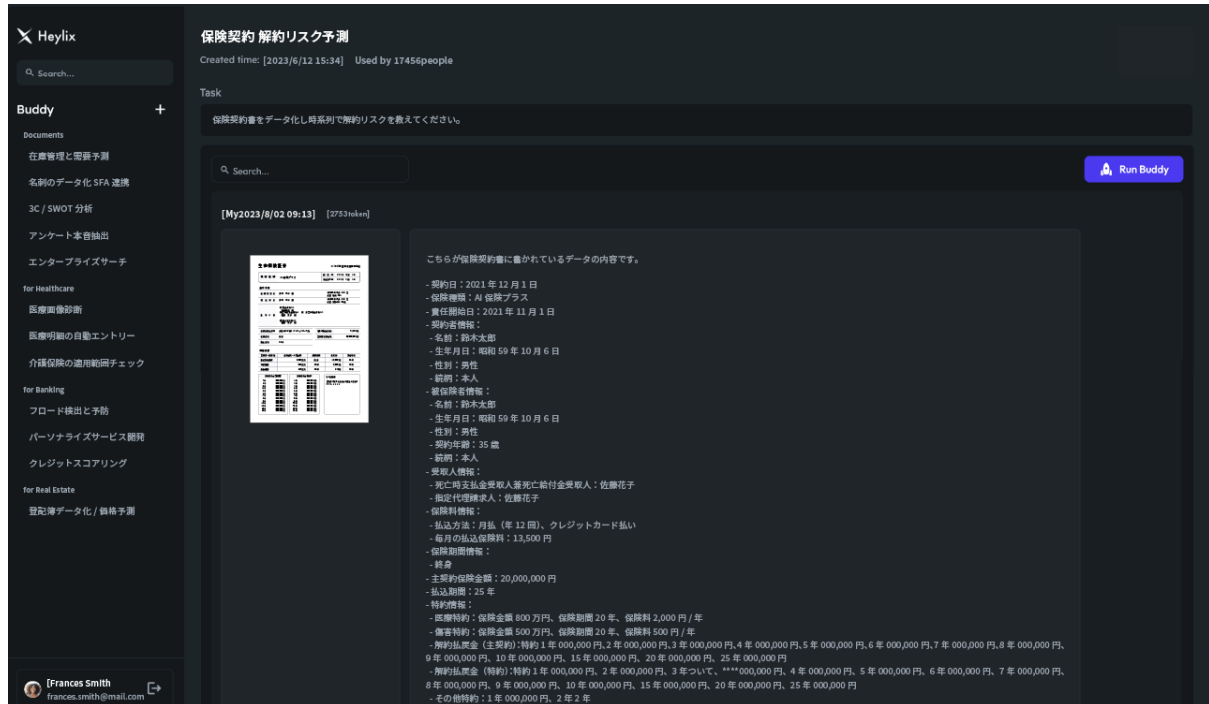 Heylix
Search...
Buddy +
Documents
在庫管理と需要予測
名刺のデータ化 SFA 連携
3C / SWOT 分析
アンケート本音抽出
エンタープライズサーチ
for Healthcare
医療画像診断
医療明細の自動エントリー
介護保険の適用範囲チェック
for Banking
フロード検出と予防
パーソナライズサービス開発
クレジットスコアリング
for Real Estate
登記簿データ化 / 価格予測
[Frances Smith
frances.smith@mail.com
保険契約 解約リスク予測
Created time: [2023/6/12 15:34] Used by 17456people
Task
保険契約書をデータ化し時系列で解約リスクを教えてください。
Search...
Run Buddy
[My2023/8/02 09:13] [2753token]
生命保険証券
こちらが保険契約書に書かれているデータの内容です。
- 契約日：2021 年 12 月 1 日
- 保険種類：AI 保険プラス
- 責任開始日：2021 年 11 月 1 日
- 契約者情報：
- 名前：鈴木太郎
- 生年月日：昭和 59 年 10 月 6 日
- 性別：男性
- 続柄：本人
- 被保険者情報：
- 名前：鈴木太郎
- 生年月日：昭和 59 年 10 月 6 日
- 性別：男性
- 契約年齢：35 歳
- 続柄：本人
- 受取人情報：
- 死亡時支払金受取人兼死亡給付金受取人：佐藤花子
- 指定代理請求人：佐藤花子
- 保険料情報：
- 払込方法：月払（年 12 回）、クレジットカード払い
- 毎月の払込保険料：13,500 円
- 保険期間情報：
- 終身
- 主契約保険金額：20,000,000 円
- 払込期間：25 年
- 特約情報：
- 医療特約：保険金額 800 万円、保険期間 20 年、保険料 2,000 円 / 年
- 傷害特約：保険金額 500 万円、保険期間 20 年、保険料 500 円 / 年
- 解約払戻金（主契約）：特約 1 年 000,000 円、2 年 000,000 円、3 年 000,000 円、4 年 000,000 円、5 年 000,000 円、6 年 000,000 円、7 年 000,000 円、8 年 000,000 円、
9 年 000,000 円、10 年 000,000 円、15 年 000,000 円、20 年 000,000 円、25 年 000,000 円
- 解約払戻金（特約）：特約 1 年 000,000 円、2 年 000,000 円、3 年ついて、****000,000 円、4 年 000,000 円、5 年 000,000 円、6 年 000,000 円、7 年 000,000 円、
8 年 000,000 円、9 年 000,000 円、10 年 000,000 円、15 年 000,000 円、20 年 000,000 円、25 年 000,000 円
- その他特約：1 年 000,000 円、2 年 2 年